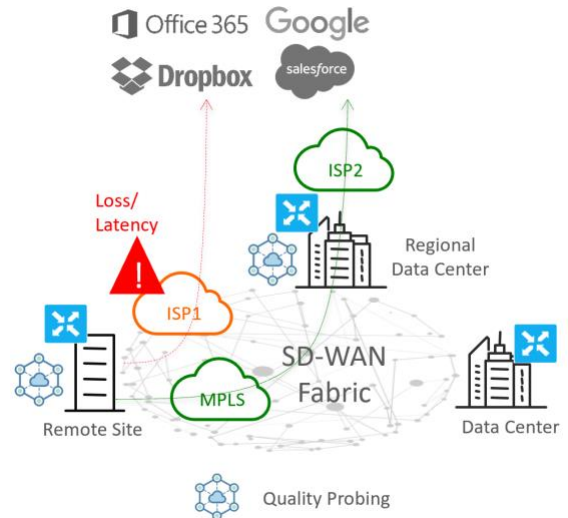 Office 365
Google
Dropbox
salesforce
ISP2
Loss/
Latency
!
Regional
Data Center
ISP1
SD-WAN
Fabric
MPLS
Remote Site
Data Center
Quality Probing